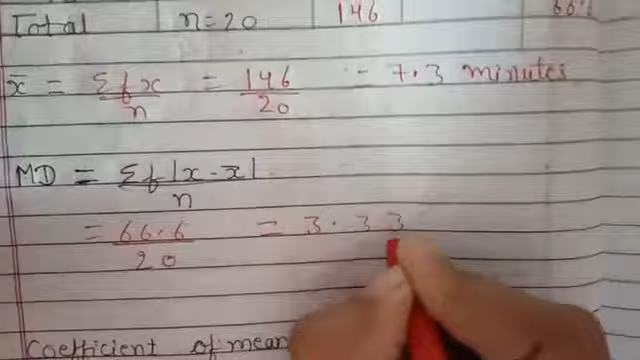 Total n = 20 146 66.6
x̄ = Σfx/n = 146/20 = 7.3 minutes
MD = Σf|x - x̄|/n
= 66.6/20 = 3.33
Coefficient of mean